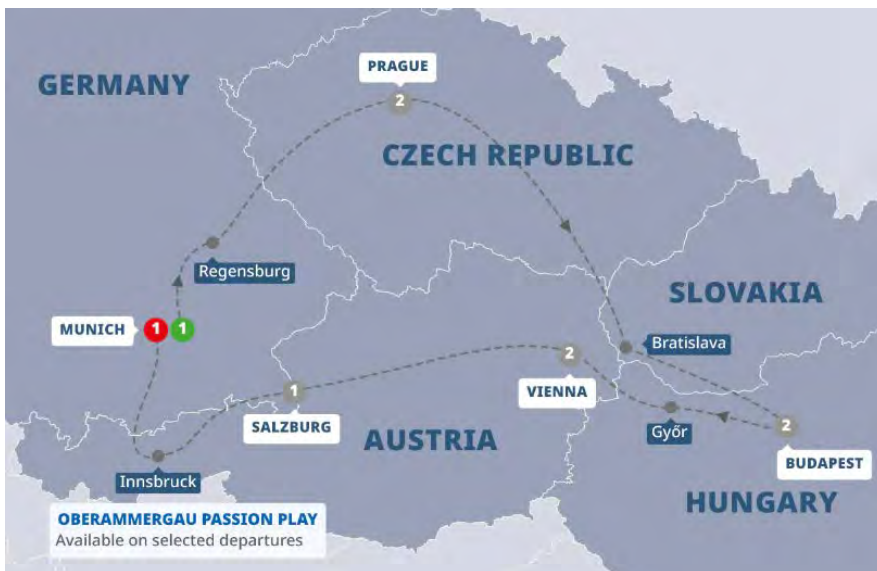 GERMANY
PRAGUE
2
CZECH REPUBLIC
Regensburg
SLOVAKIA
MUNICH
1
1
Bratislava
2
VIENNA
1
SALZBURG
AUSTRIA
Győr
2
BUDAPEST
Innsbruck
HUNGARY
OBERAMMERGAU PASSION PLAY
Available on selected departures